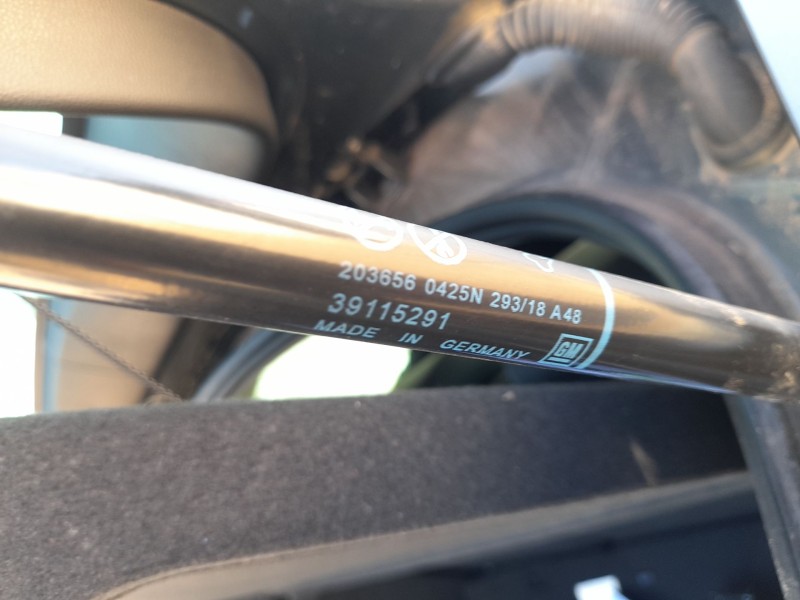 203656 0425N 293/18 A48
39115291
MADE IN GERMANY GM